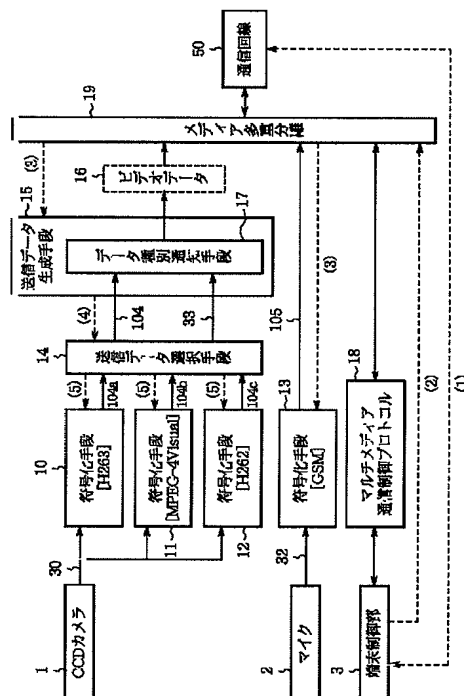 1
CCDカメラ
30
10
符号化手段
[H263]
11
符号化手段
[MPEG-4Visual]
12
符号化手段
[H262]
(5)
104a
(5)
104b
(5)
104c
14
送信データ選択手段
(4)
104
33
15
送信データ
生成手段
17
データ種別通知手段
16
ビデオデータ
(3)
19
メディア多重分離
50
通信回線
2
マイク
32
13
符号化手段
[GSM]
105
(3)
3
端末制御部
18
マルチメディア
通信制御プロトコル
(2)
(1)